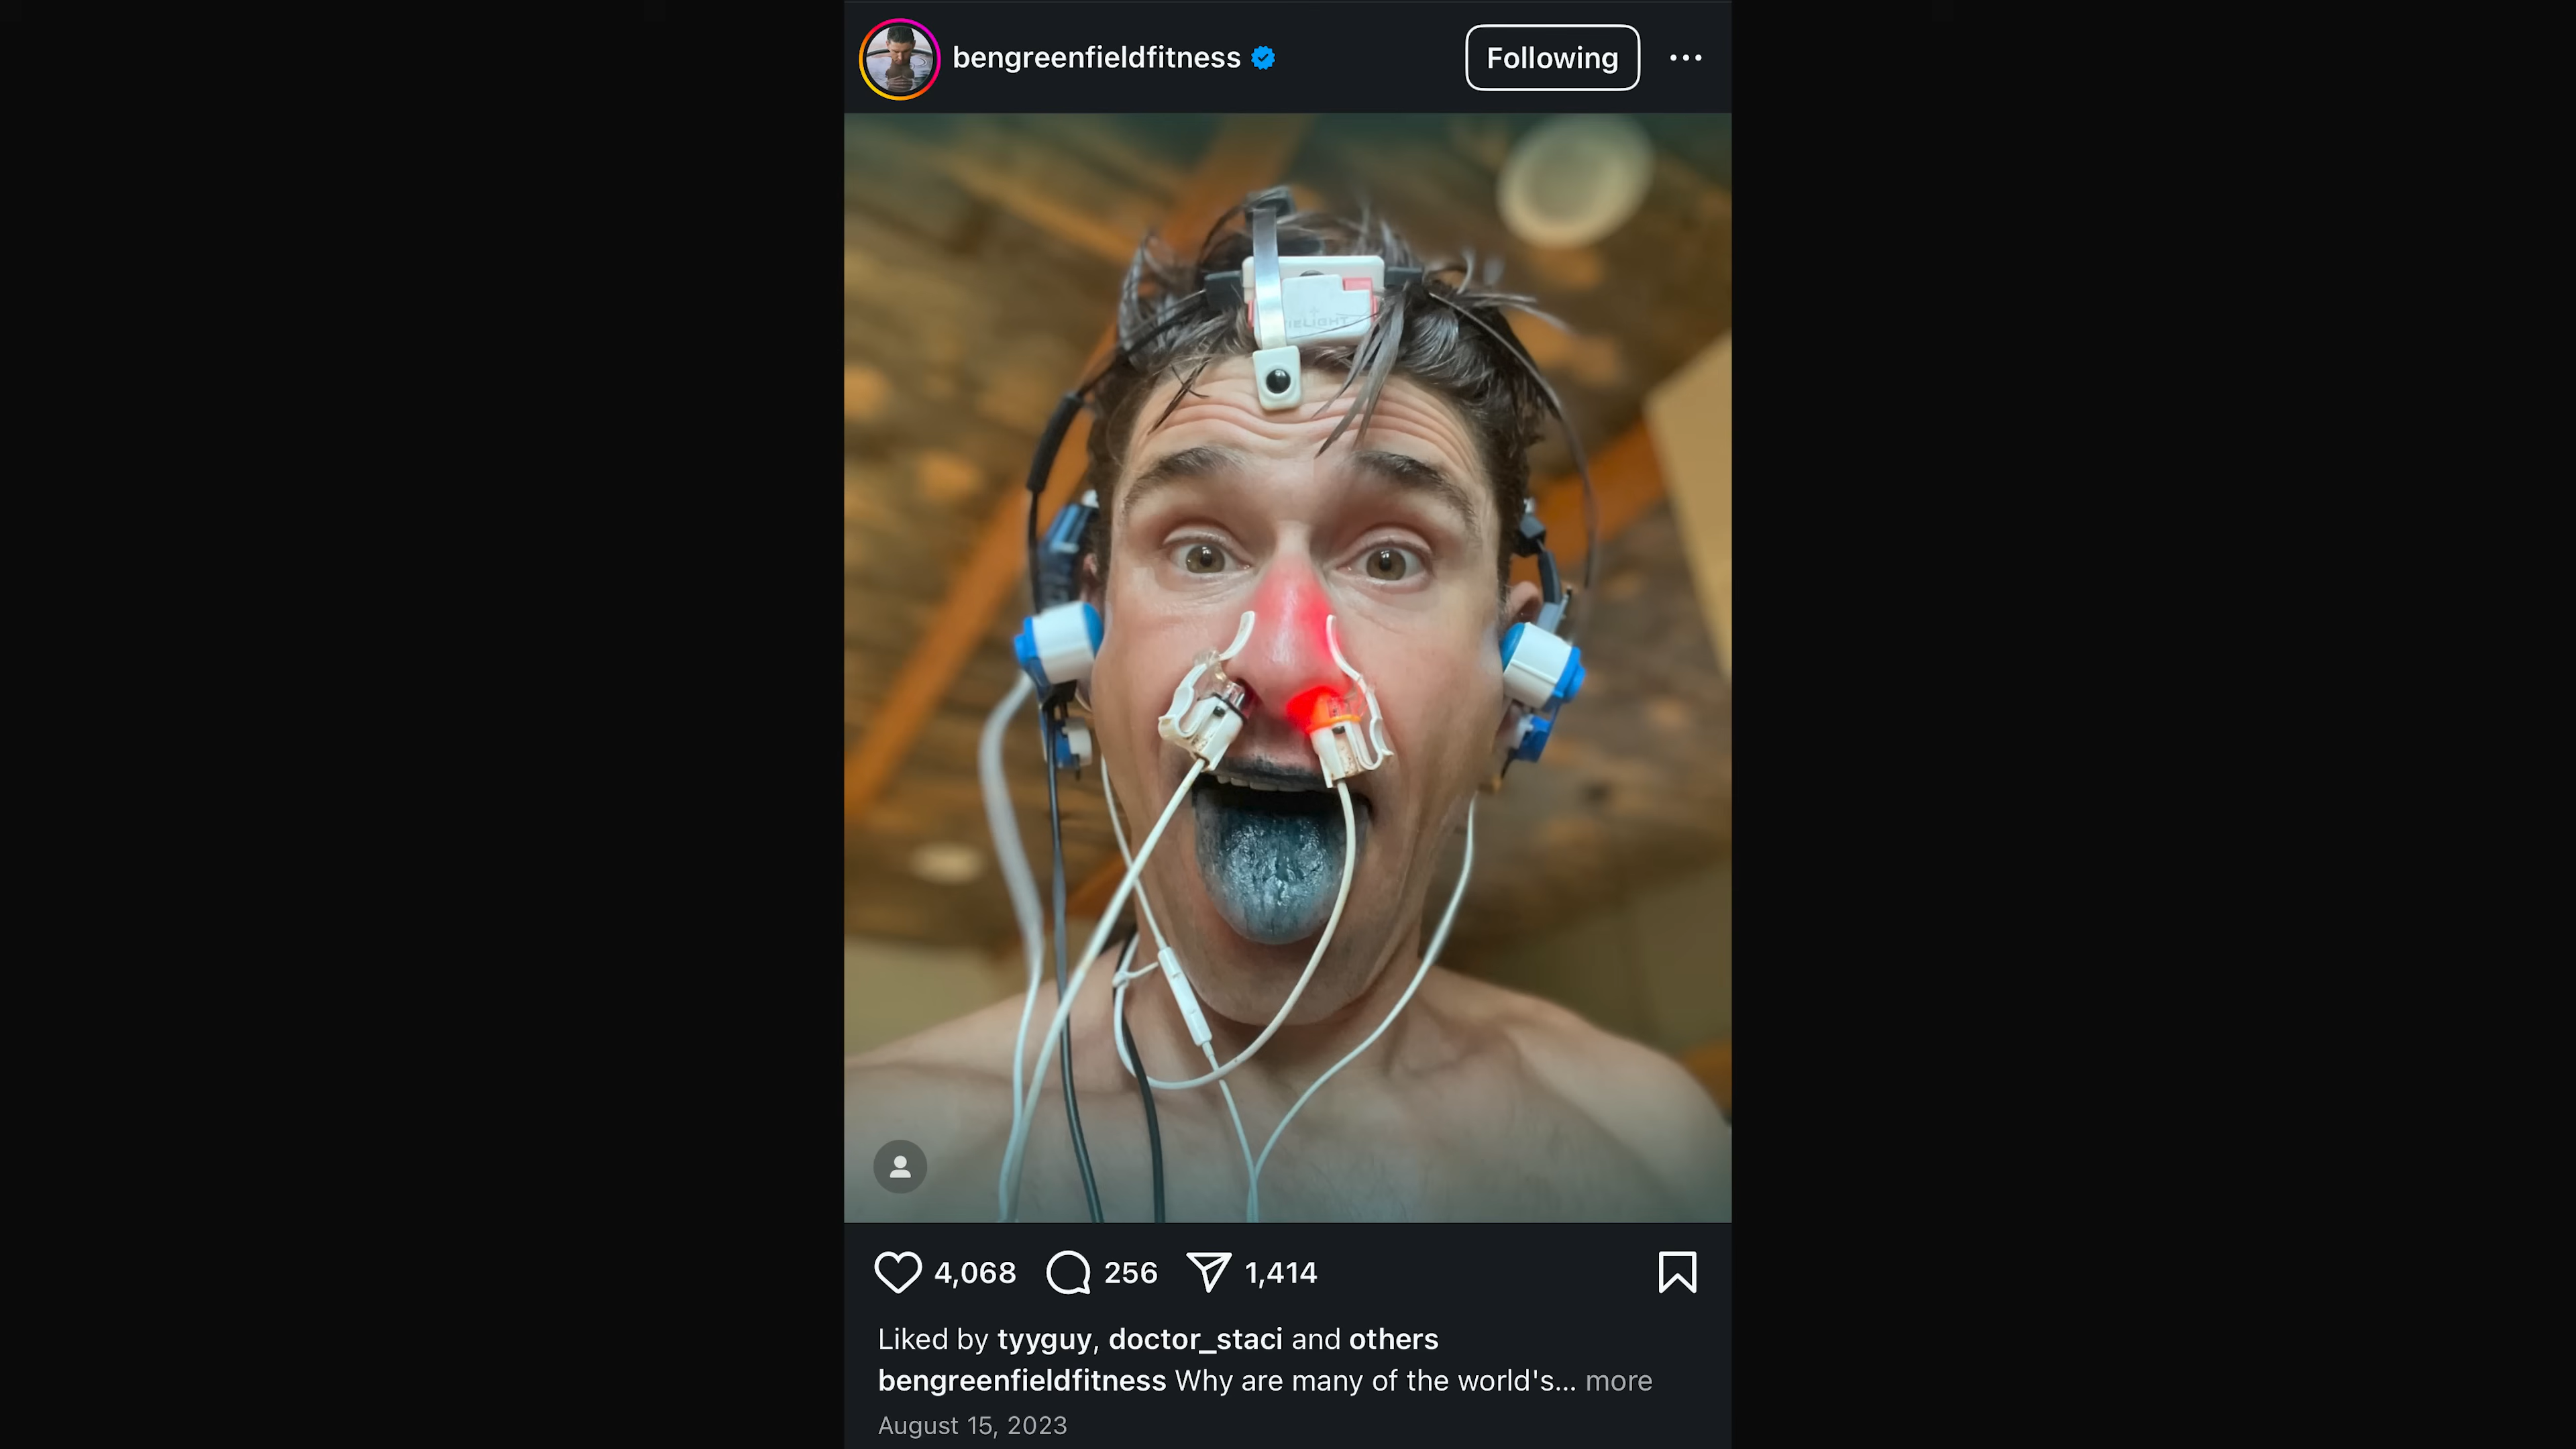 bengreenfieldfitness
Following
4,068 256 1,414
Liked by tyyguy, doctor_staci and others
bengreenfieldfitness Why are many of the world's... more
August 15, 2023